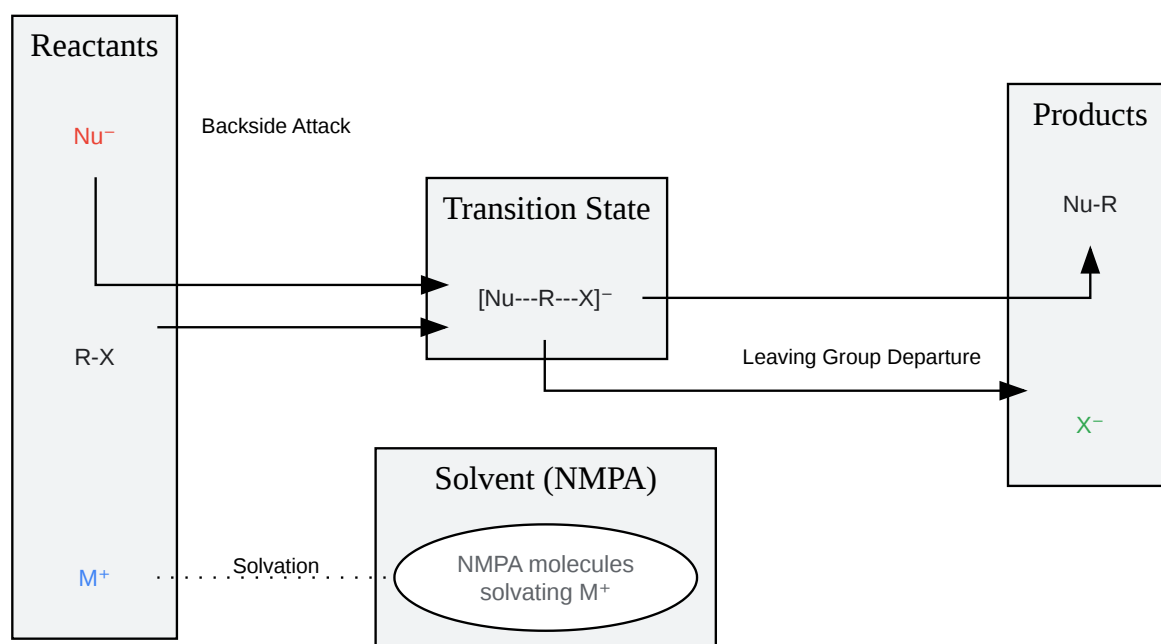 Reactants
Nu⁻
R-X
M⁺
Backside Attack
Transition State
[Nu---R---X]⁻
Leaving Group Departure
Products
Nu-R
X⁻
Solvation
Solvent (NMPA)
NMPA molecules
solvating M⁺